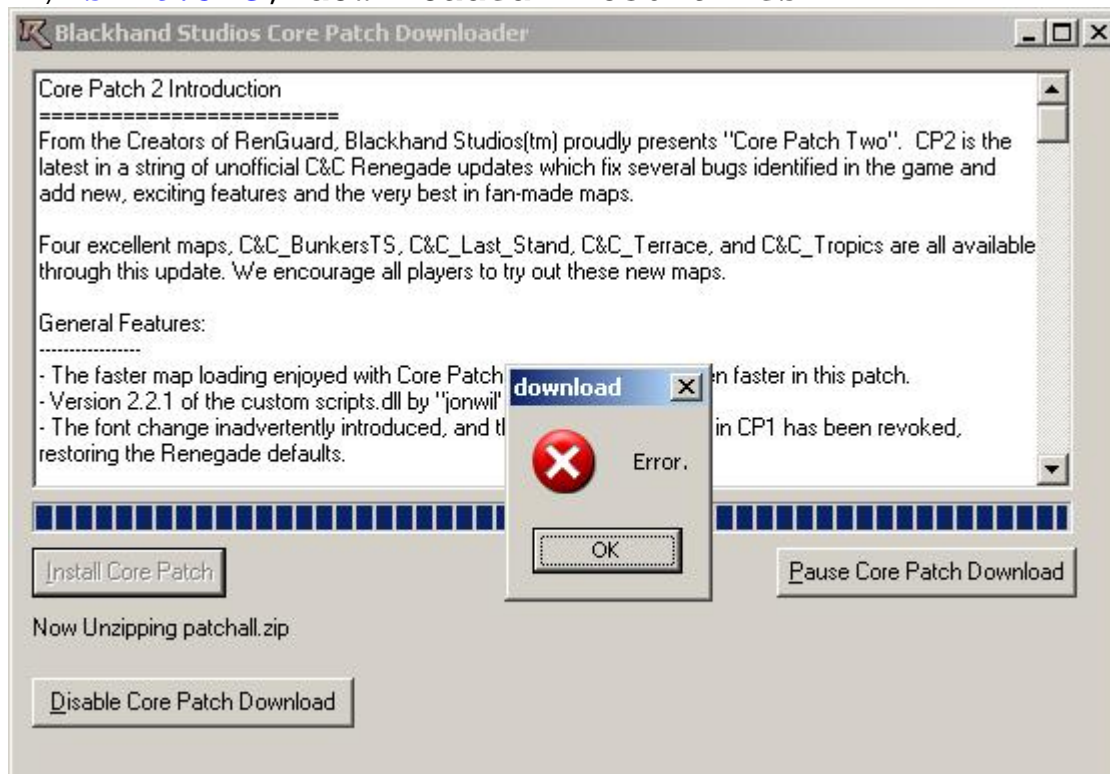 Blackhand Studios Core Patch Downloader
Core Patch 2 Introduction
=========================
From the Creators of RenGuard, Blackhand Studios(tm) proudly presents "Core Patch Two". CP2 is the
latest in a string of unofficial C&C Renegade updates which fix several bugs identified in the game and
add new, exciting features and the very best in fan-made maps.
Four excellent maps, C&C_BunkersTS, C&C_Last_Stand, C&C_Terrace, and C&C_Tropics are all available
through this update. We encourage all players to try out these new maps.
General Features:
----------------
- The faster map loading enjoyed with Core Patch
faster in this patch.
- Version 2.2.1 of the custom scripts.dll by "jonwil"
- The font change inadvertently introduced, and
in CP1 has been revoked,
restoring the Renegade defaults.
download
Error.
OK
Install Core Patch
Pause Core Patch Download
Now Unzipping patchall.zip
Disable Core Patch Download